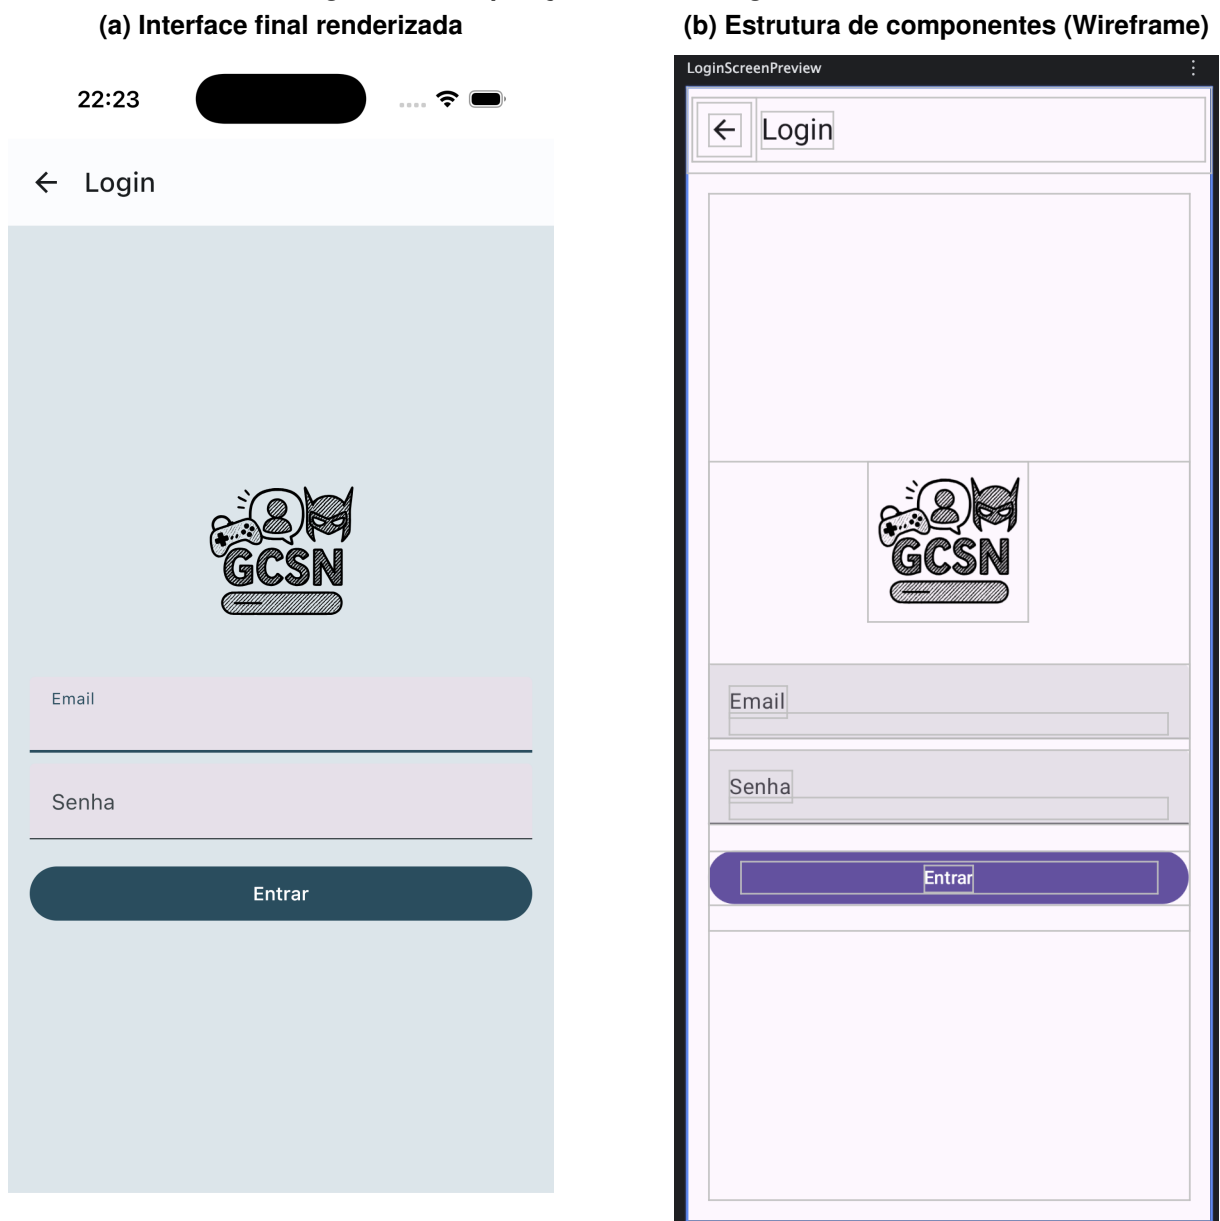 (a) Interface final renderizada
22:23
Login
GCSN
Email
Senha
Entrar
(b) Estrutura de componentes (Wireframe)
LoginScreenPreview
Login
GCSN
Email
Senha
Entrar